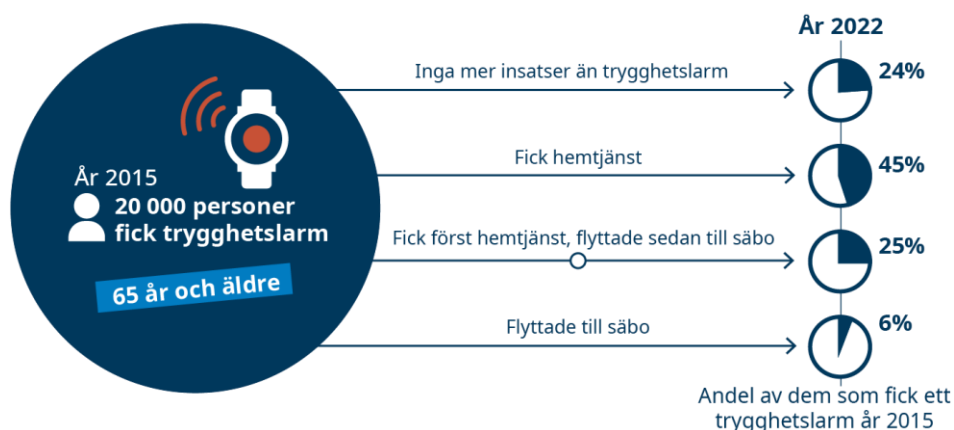 År 2022
Inga mer insatser än trygghetslarm
24%
Fick hemtjänst
45%
År 2015
20 000 personer
fick trygghetslarm
65 år och äldre
Fick först hemtjänst, flyttade sedan till säbo
25%
Flyttade till säbo
6%
Andel av dem som fick ett
trygghetslarm år 2015